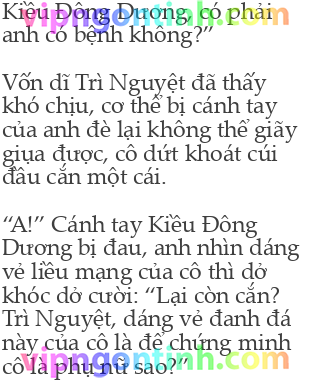 Kiều Đông Dương, có phải
anh có bệnh không?”
Vốn dĩ Trì Nguyệt đã thấy
khó chịu, cơ thể bị cánh tay
của anh đè lại không thể giãy
giụa được, cô dứt khoát cúi
đầu cắn một cái.
“A!” Cánh tay Kiều Đông
Dương bị đau, anh nhìn dáng
vẻ liều mạng của cô thì dở
khóc dở cười: “Lại còn cắn?
Trì Nguyệt, dáng vẻ đanh đá
này của cô là để chứng minh
cô là phụ nữ sao?”
vipngontinh.com
vipngontinh.com